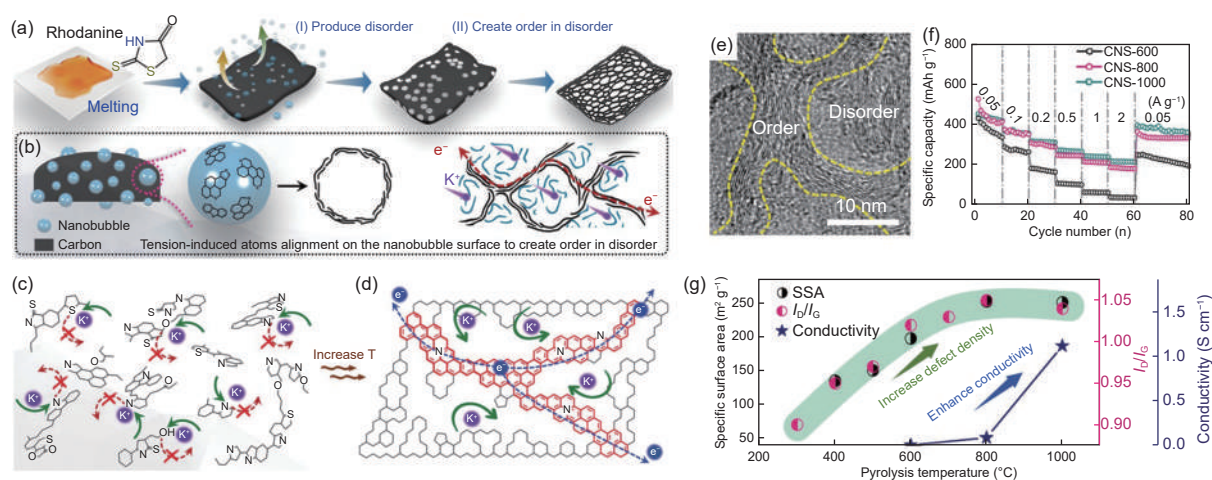 (a)
Rhodanine
O
HN
S
S
Melting
(I) Produce disorder
(II) Create order in disorder
(b)
Nanobubble
Carbon
e⁻
K⁺
e⁻
Tension-induced atoms alignment on the nanobubble surface to create order in disorder
(c)
K⁺
K⁺
K⁺
K⁺
K⁺
K⁺
K⁺
Increase T
(d)
e⁻
e⁻
K⁺
K⁺
N
N
e⁻
K⁺
N
K⁺
e⁻
(e)
Order
Disorder
10 nm
(f)
Specific capacity (mAh g⁻¹)
800
600
400
200
0
CNS-600
CNS-800
CNS-1000
0.05
0.1
0.2
0.5
1
2
(A g⁻¹)
0.05
0 20 40 60 80
Cycle number (n)
(g)
Specific surface area (m² g⁻¹)
250
200
150
100
50
SSA
I_D/I_G
Conductivity
Increase defect density
Enhance conductivity
200 400 600 800 1000
Pyrolysis temperature (°C)
1.05
1.00
0.95
0.90
I_D/I_G
1.5
1.0
0.5
0.0
Conductivity (S cm⁻¹)